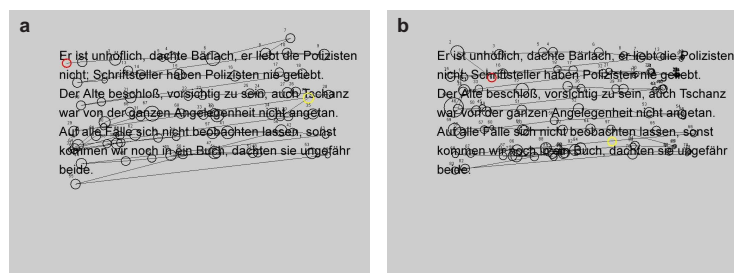 a
Er ist unhöflich, dachte Bärlach, er liebt die Polizisten
nicht; Schriftsteller haben Polizisten nie geliebt.
Der Alte beschloß, vorsichtig zu sein, auch Tschanz
war von der ganzen Angelegenheit nicht angetan.
Auf alle Fälle sich nicht beobachten lassen, sonst
kommen wir noch in ein Buch, dachten sie ungefähr
beide.
b
Er ist unhöflich, dachte Bärlach, er liebt die Polizisten
nicht; Schriftsteller haben Polizisten nie geliebt.
Der Alte beschloß, vorsichtig zu sein, auch Tschanz
war von der ganzen Angelegenheit nicht angetan.
Auf alle Fälle sich nicht beobachten lassen, sonst
kommen wir noch in ein Buch, dachten sie ungefähr
beide.